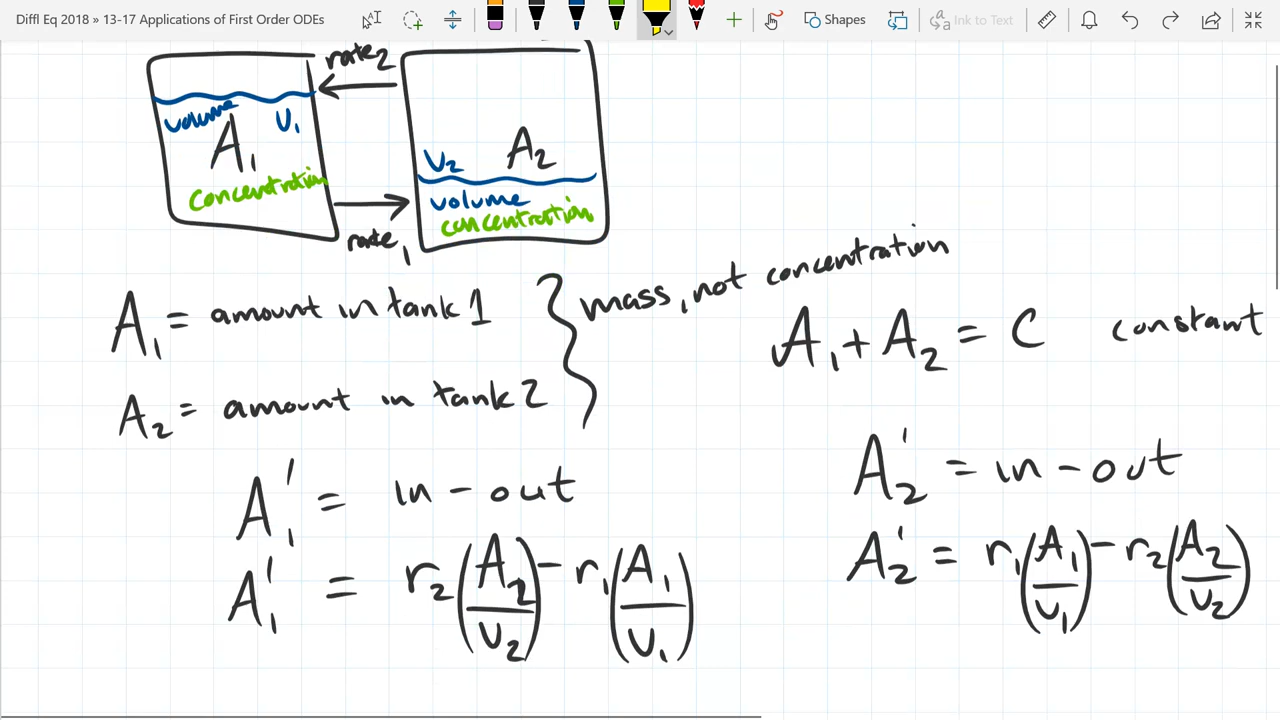 Diffl Eq 2018 » 13-17 Applications of First Order ODEs
Shapes
Ink to Text
rate2
volume V1
A1
concentration
V2 A2
volume
concentration
rate1
A1 = amount in tank 1
A2 = amount in tank 2
mass, not concentration
A1 + A2 = C constant
A1' = in - out
A1' = r2(A2/V2) - r1(A1/V1)
A2' = in - out
A2' = r1(A1/V1) - r2(A2/V2)